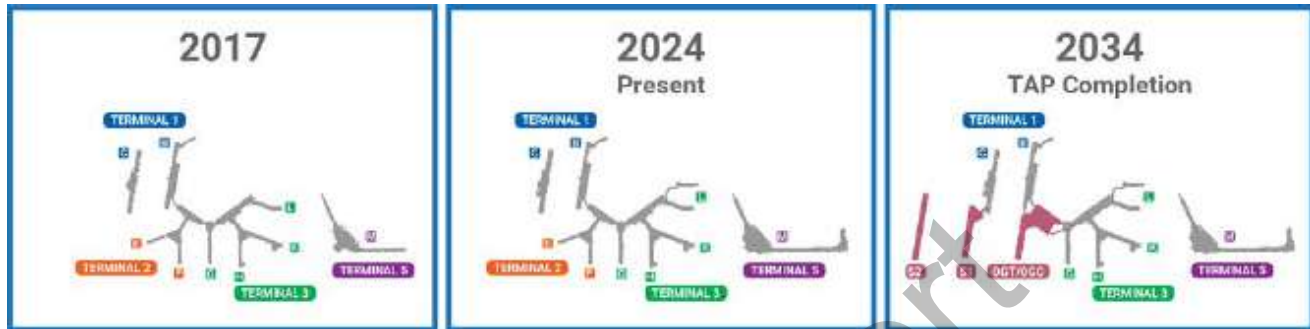 2017
TERMINAL 1
C
B
L
E
K
M
TERMINAL 2
F
G
H
TERMINAL 5
TERMINAL 3
2024
Present
TERMINAL 1
C
B
L
E
K
M
TERMINAL 2
F
G
H
TERMINAL 5
TERMINAL 3
2034
TAP Completion
TERMINAL 1
C
B
L
K
M
S2
S1
OGT/OGC
G
H
TERMINAL 5
TERMINAL 3